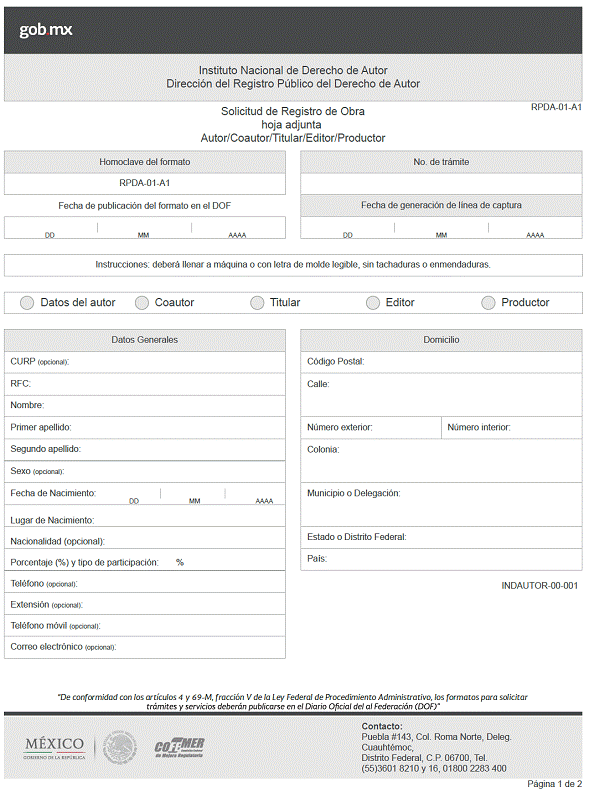 gob.mx
Instituto Nacional de Derecho de Autor
Dirección del Registro Público del Derecho de Autor
RPDA-01-A1
Solicitud de Registro de Obra
hoja adjunta
Autor/Coautor/Titular/Editor/Productor
Homoclave del formato
RPDA-01-A1
Fecha de publicación del formato en el DOF
DD MM AAAA
No. de trámite
Fecha de generación de línea de captura
DD MM AAAA
Instrucciones: deberá llenar a máquina o con letra de molde legible, sin tachaduras o enmendaduras.
Datos del autor Coautor Titular Editor Productor
Datos Generales
CURP (opcional):
RFC:
Nombre:
Primer apellido:
Segundo apellido:
Sexo (opcional):
Fecha de Nacimiento:
DD MM AAAA
Lugar de Nacimiento:
Nacionalidad (opcional):
Porcentaje (%) y tipo de participación: %
Teléfono (opcional):
Extensión (opcional):
Teléfono móvil (opcional):
Correo electrónico (opcional):
Domicilio
Código Postal:
Calle:
Número exterior: Número interior:
Colonia:
Municipio o Delegación:
Estado o Distrito Federal:
País:
INDAUTOR-00-001
"De conformidad con los artículos 4 y 69-M, fracción V de la Ley Federal de Procedimiento Administrativo, los formatos para solicitar
trámites y servicios deberán publicarse en el Diario Oficial del al Federación (DOF)"
MÉXICO
GOBIERNO DE LA REPÚBLICA
COFEMER
de Mejora Regulatoria
Contacto:
Puebla #143, Col. Roma Norte, Deleg.
Cuauhtémoc,
Distrito Federal, C.P. 06700, Tel.
(55)3601 8210 y 16, 01800 2283 400
Página 1 de 2